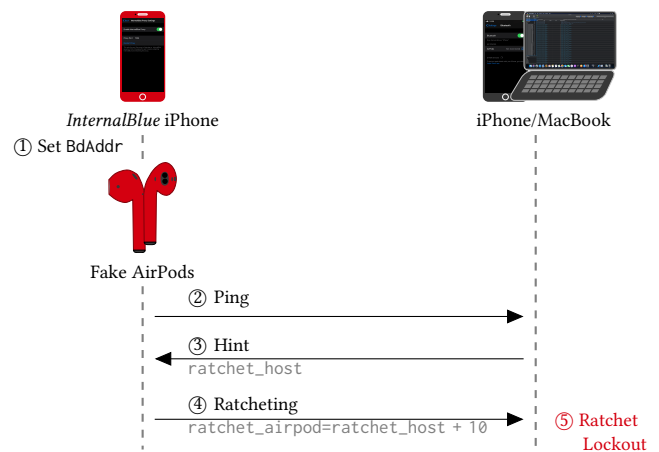 InternalBlue iPhone
iPhone/MacBook
① Set BdAddr
Fake AirPods
② Ping
③ Hint
ratchet_host
④ Ratcheting
ratchet_airpod=ratchet_host + 10
⑤ Ratchet
Lockout